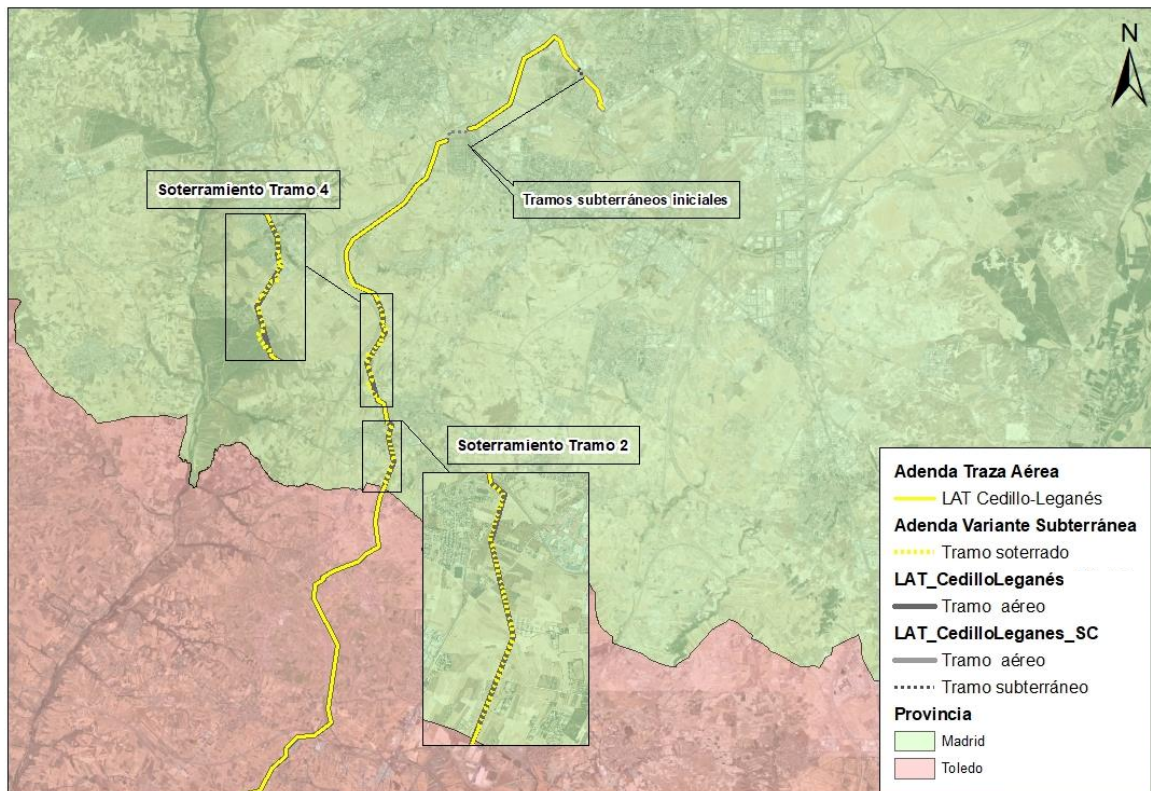 N
Soterramiento Tramo 4
Tramos subterráneos iniciales
Soterramiento Tramo 2
Adenda Traza Aérea
LAT Cedillo-Leganés
Adenda Variante Subterránea
Tramo soterrado
LAT_CedilloLeganés
Tramo aéreo
LAT_CedilloLeganes_SC
Tramo aéreo
Tramo subterráneo
Provincia
Madrid
Toledo